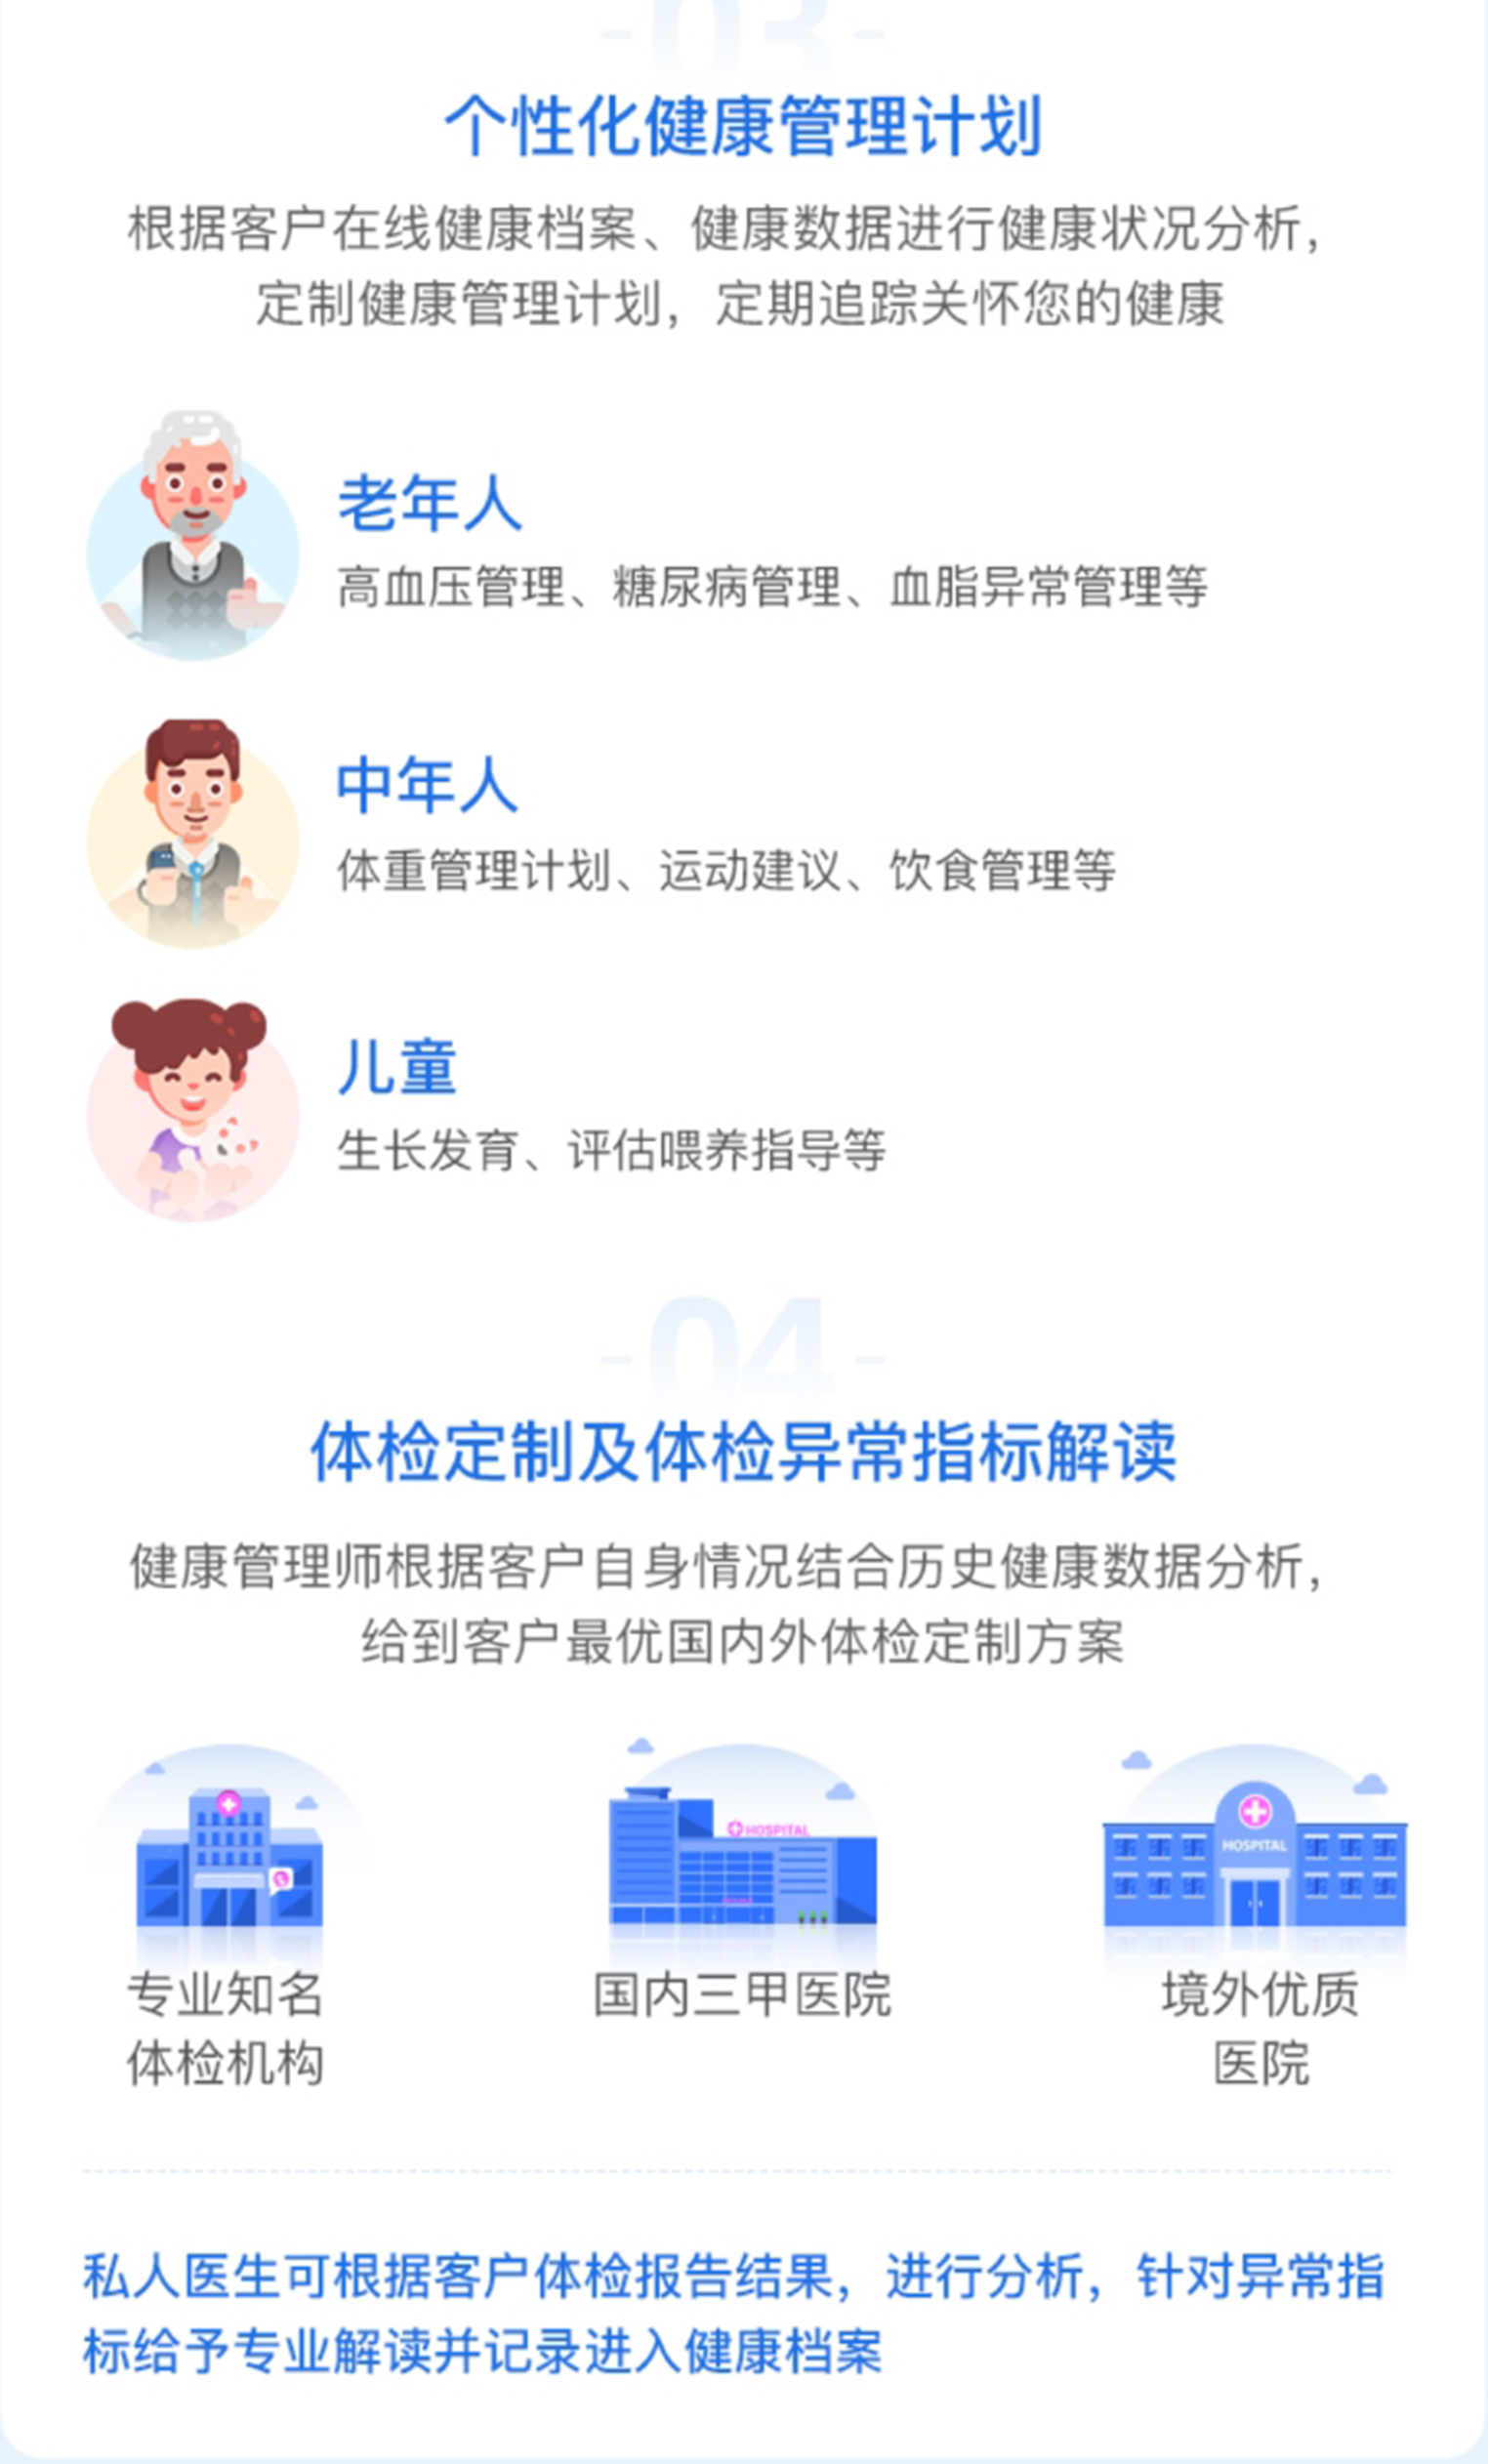 03
个性化健康管理计划
根据客户在线健康档案、健康数据进行健康状况分析，
定制健康管理计划，定期追踪关怀您的健康
老年人
高血压管理、糖尿病管理、血脂异常管理等
中年人
体重管理计划、运动建议、饮食管理等
儿童
生长发育、评估喂养指导等
04
体检定制及体检异常指标解读
健康管理师根据客户自身情况结合历史健康数据分析，
给到客户最优国内外体检定制方案
HOSPITAL
HOSPITAL
专业知名
体检机构
国内三甲医院
境外优质
医院
私人医生可根据客户体检报告结果，进行分析，针对异常指
标给予专业解读并记录进入健康档案